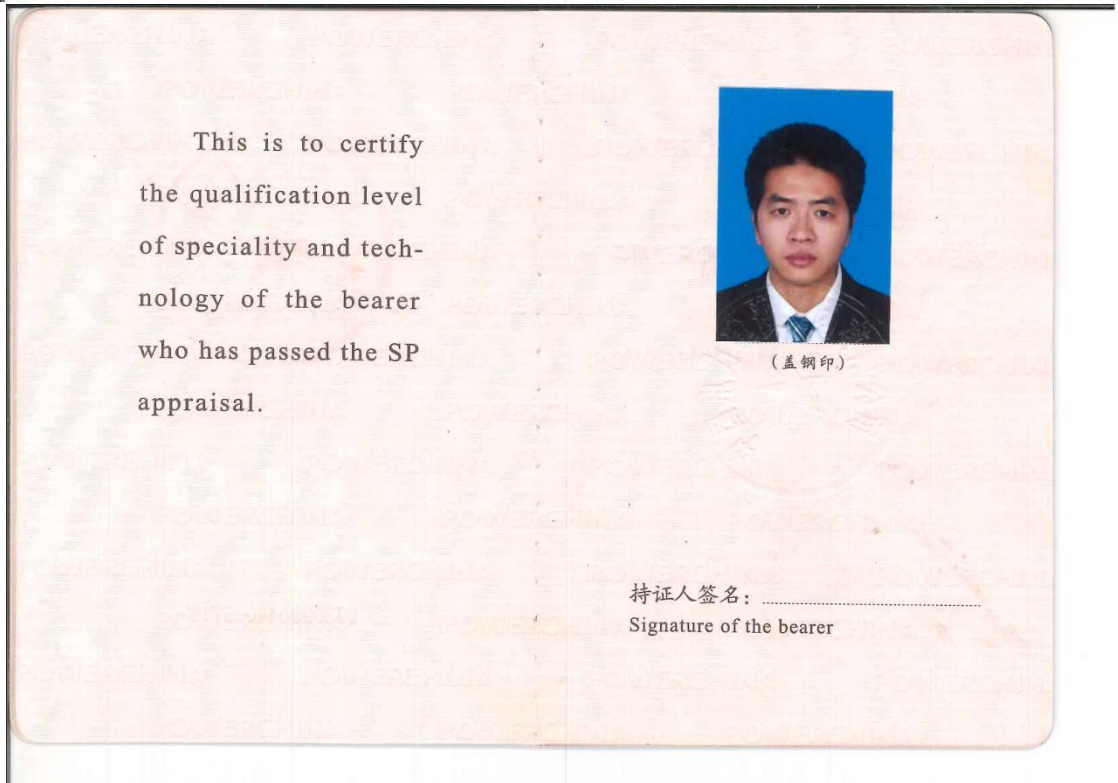 This is to certify
the qualification level
of speciality and tech-
nology of the bearer
who has passed the SP
appraisal.
(盖钢印)
持证人签名:
Signature of the bearer